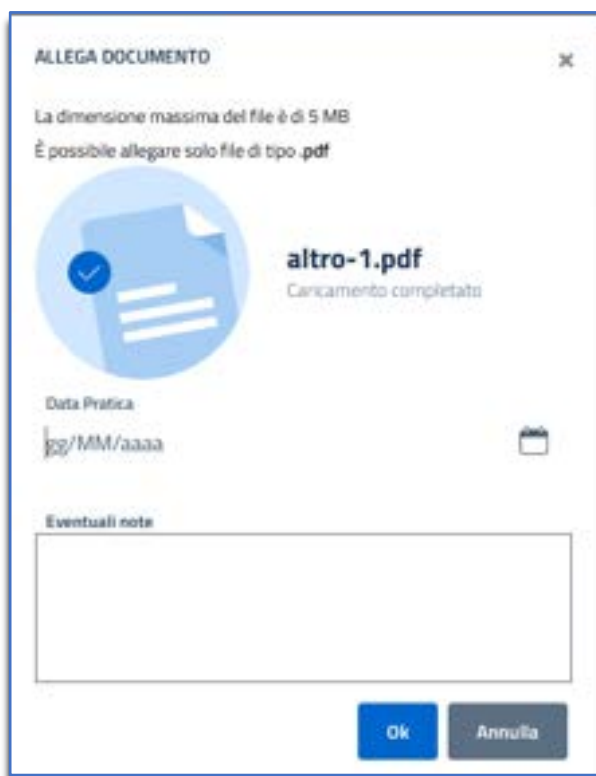 ALLEGA DOCUMENTO
La dimensione massima del file è di 5 MB
È possibile allegare solo file di tipo .pdf
altro-1.pdf
Caricamento completato
Data Pratica
gg/MM/aaaa
Eventuali note
Ok
Annulla